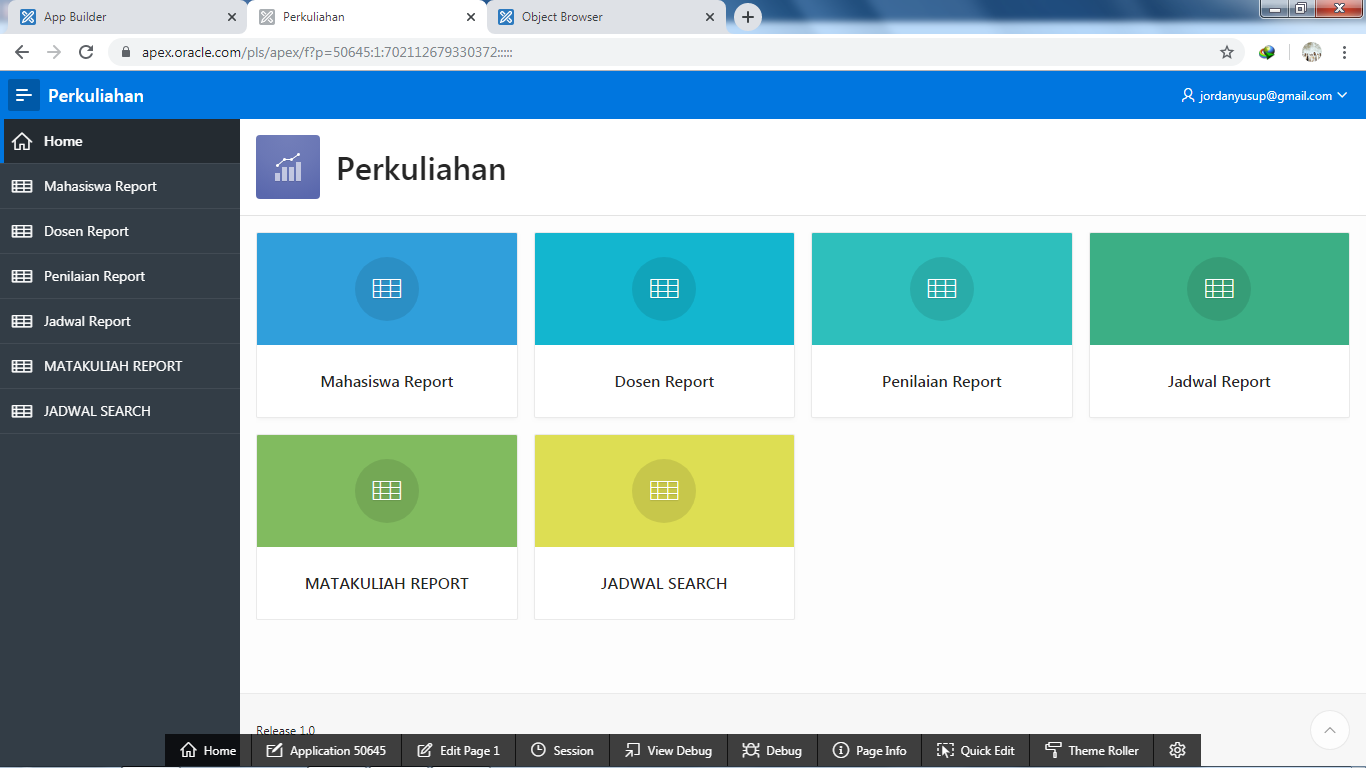 App Builder
Perkuliahan
Object Browser
apex.oracle.com/pls/apex/f?p=50645:1:702112679330372:::::
Perkuliahan
jordanyusup@gmail.com
Home
Mahasiswa Report
Dosen Report
Penilaian Report
Jadwal Report
MATAKULIAH REPORT
JADWAL SEARCH
Perkuliahan
Mahasiswa Report
Dosen Report
Penilaian Report
Jadwal Report
MATAKULIAH REPORT
JADWAL SEARCH
Release 1.0
Home
Application 50645
Edit Page 1
Session
View Debug
Debug
Page Info
Quick Edit
Theme Roller